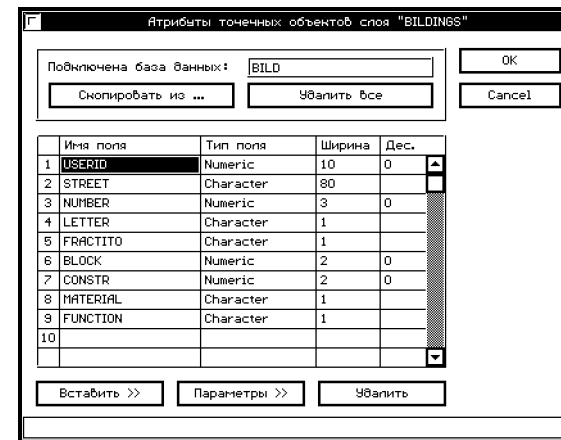 Атрибуты точечных объектов слоя "BILDINGS"
Подключена база данных: BILD
OK
Скопировать из ... Удалить все
Cancel
Имя поля Тип поля Ширина Дес.
1 USERID Numeric 10 0
2 STREET Character 80
3 NUMBER Numeric 3 0
4 LETTER Character 1
5 FRACTITO Character 1
6 BLOCK Numeric 2 0
7 CONSTR Numeric 2 0
8 MATERIAL Character 1
9 FUNCTION Character 1
10
Вставить >> Параметры >> Удалить